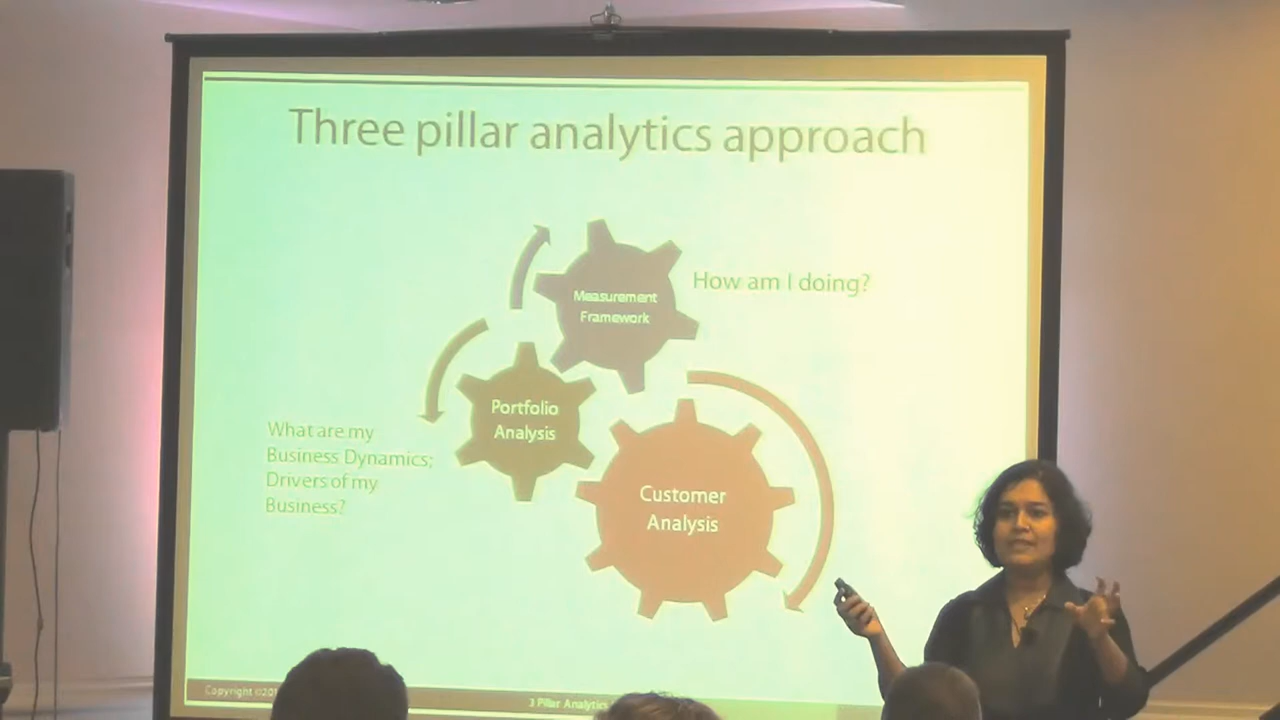 Three pillar analytics approach
Measurement
Framework
How am I doing?
Portfolio
Analysis
What are my
Business Dynamics;
Drivers of my
Business?
Customer
Analysis
Copyright
3 Pillar Analytics